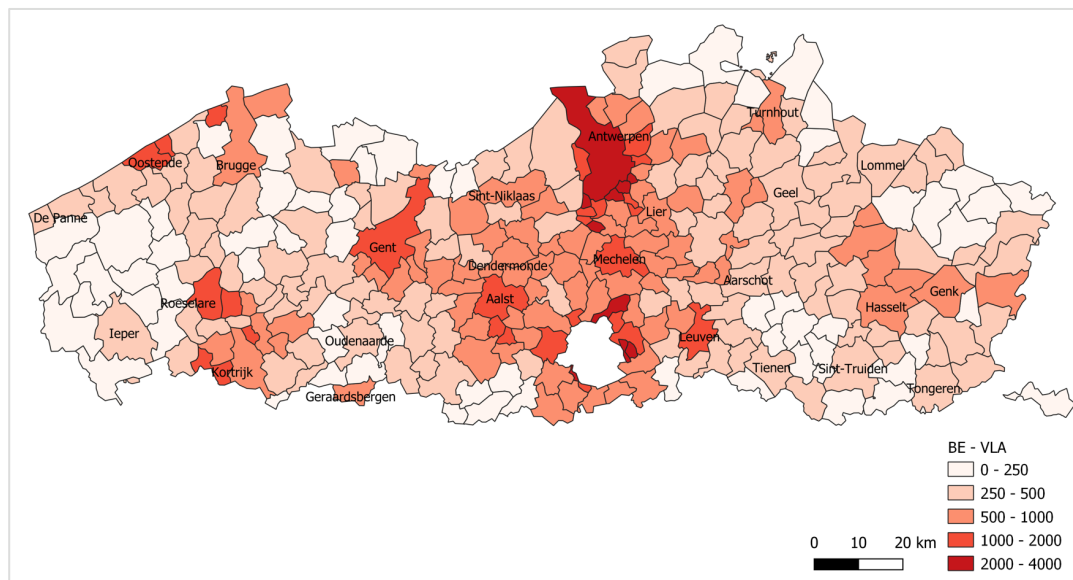 Antwerpen
Turnhout
Oostende
Brugge
Lommel
Sint-Niklaas
Geel
De Panne
Lier
Gent
Dendermonde
Mechelen
Aarschot
Roeselare
Aalst
Genk
Hasselt
Ieper
Oudenaarde
Leuven
Kortrijk
Tienen
Sint-Truiden
Geraardsbergen
Tongeren
BE - VLA
0 - 250
250 - 500
500 - 1000
1000 - 2000
2000 - 4000
0 10 20 km